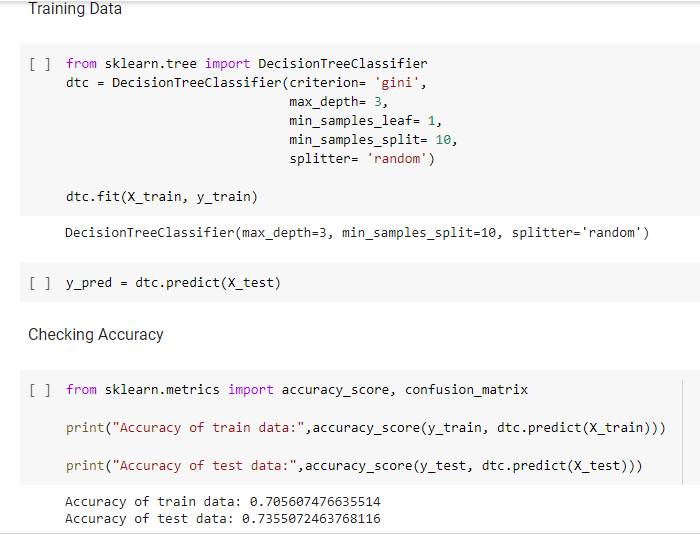 Training Data
[ ] from sklearn.tree import DecisionTreeClassifier
dtc = DecisionTreeClassifier(criterion= 'gini',
max_depth= 3,
min_samples_leaf= 1,
min_samples_split= 10,
splitter= 'random')
dtc.fit(X_train, y_train)
DecisionTreeClassifier(max_depth=3, min_samples_split=10, splitter='random')
[ ] y_pred = dtc.predict(X_test)
Checking Accuracy
[ ] from sklearn.metrics import accuracy_score, confusion_matrix
print("Accuracy of train data:",accuracy_score(y_train, dtc.predict(X_train)))
print("Accuracy of test data:",accuracy_score(y_test, dtc.predict(X_test)))
Accuracy of train data: 0.705607476635514
Accuracy of test data: 0.7355072463768116